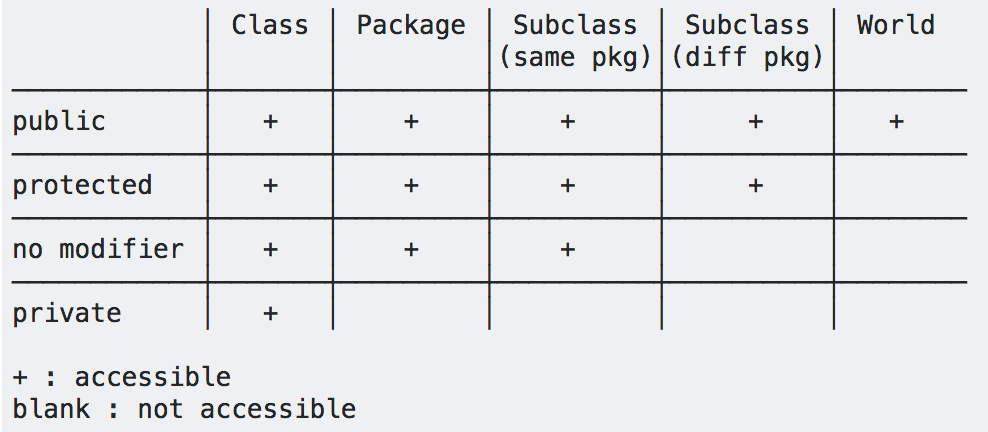 Class Package Subclass Subclass World
(same pkg) (diff pkg)
public + + + + +
protected + + + +
no modifier + + +
private +
+ : accessible
blank : not accessible